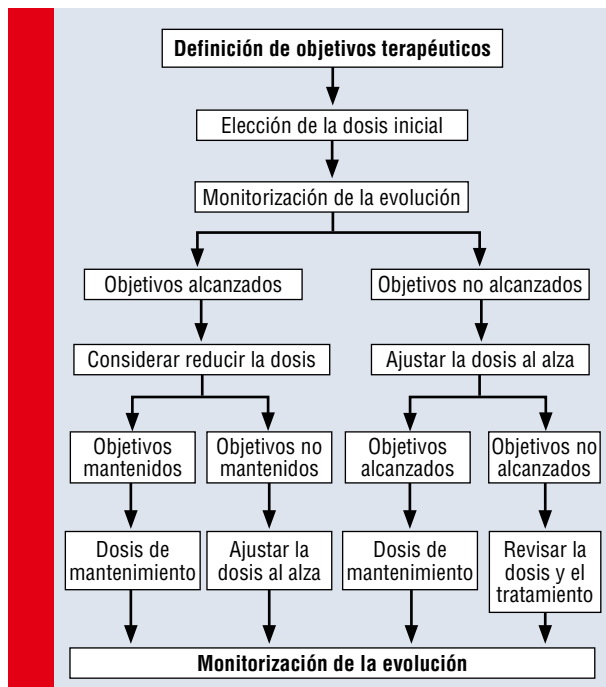 Definición de objetivos terapéuticos
Elección de la dosis inicial
Monitorización de la evolución
Objetivos alcanzados
Objetivos no alcanzados
Considerar reducir la dosis
Ajustar la dosis al alza
Objetivos
mantenidos
Objetivos no
mantenidos
Objetivos
alcanzados
Objetivos no
alcanzados
Dosis de
mantenimiento
Ajustar la
dosis al alza
Dosis de
mantenimiento
Revisar la
dosis y el
tratamiento
Monitorización de la evolución